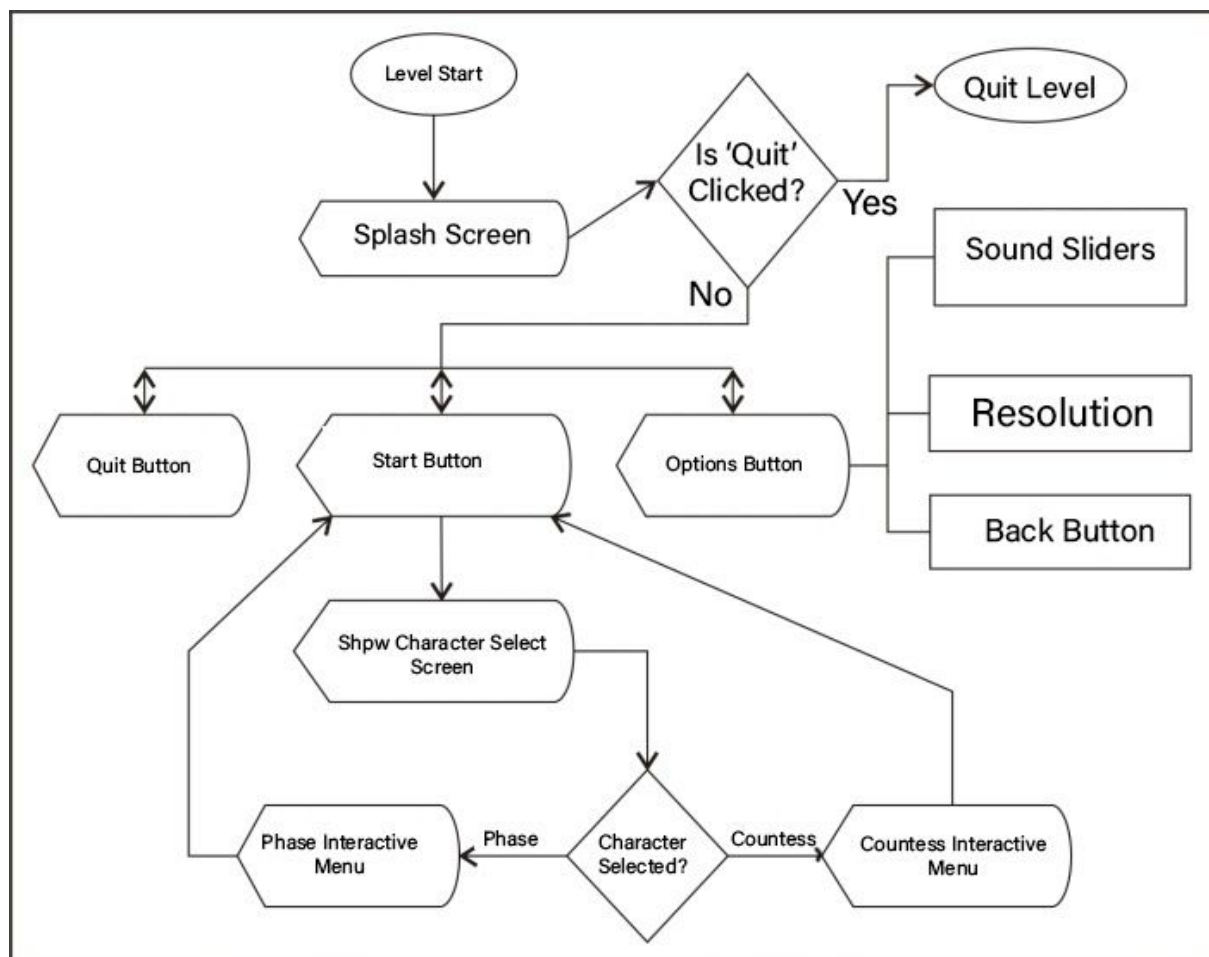 Level Start
Quit Level
Is ‘Quit’
Clicked?
Yes
Splash Screen
No
Sound Sliders
Resolution
Back Button
Quit Button
Start Button
Options Button
Shpw Character Select
Screen
Phase Interactive
Menu
Phase
Character
Selected?
Countess
Countess Interactive
Menu